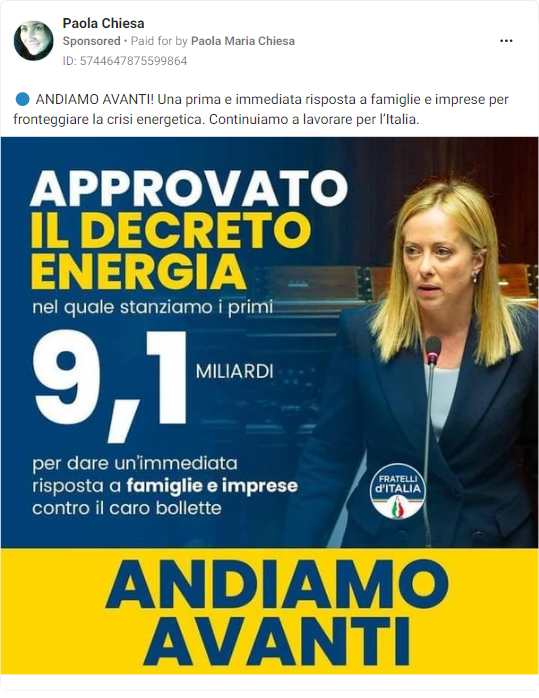 Paola Chiesa
Sponsored • Paid for by Paola Maria Chiesa
ID: 5744647875599864
ANDIAMO AVANTI! Una prima e immediata risposta a famiglie e imprese per
fronteggiare la crisi energetica. Continuiamo a lavorare per l’Italia.
APPROVATO
IL DECRETO
ENERGIA
nel quale stanziamo i primi
9,1 MILIARDI
per dare un'immediata
risposta a famiglie e imprese
contro il caro bollette
FRATELLI
d'ITALIA
ANDIAMO
AVANTI